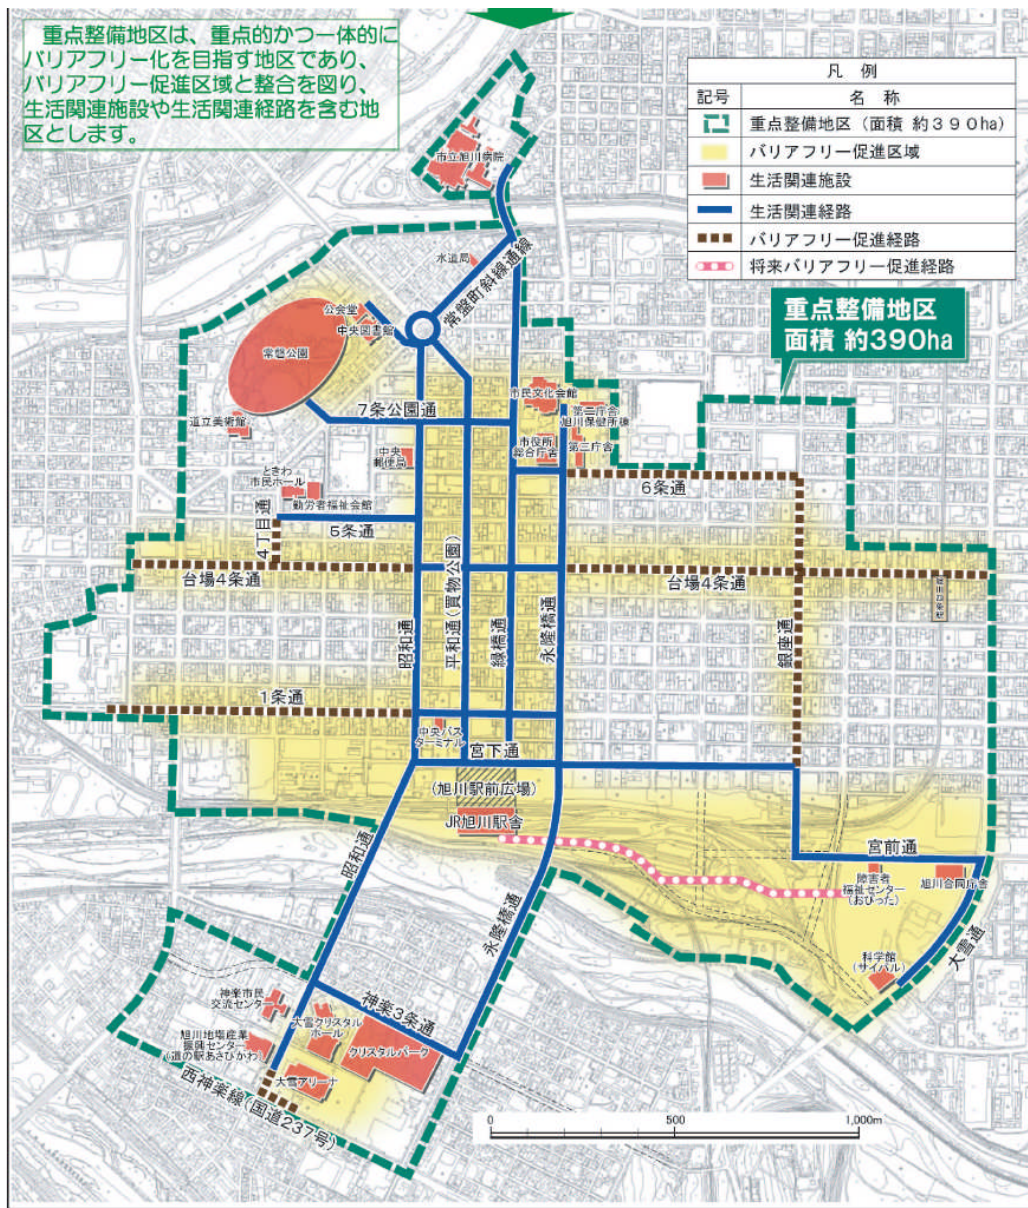 重点整備地区は、重点的かつ一体的に
バリアフリー化を目指す地区であり、
バリアフリー促進区域と整合を図り、
生活関連施設や生活関連経路を含む地
区とします。
凡 例
記号 名 称
重点整備地区（面積 約３９０ha）
バリアフリー促進区域
生活関連施設
生活関連経路
バリアフリー促進経路
将来バリアフリー促進経路
重点整備地区
面積 約390ha
市立旭川病院
水道局
常盤町斜線通線
公会堂
中央図書館
常磐公園
道立美術館
7条公園通
市民文化会館
第二庁舎
旭川保健所棟
市役所
総合庁舎
第三庁舎
中央
郵便局
ときわ
市民ホール
勤労者福祉会館
6条通
4丁目通
5条通
台場4条通
台場4条通
昭和通
平和通(買物公園)
緑橋通
永隆橋通
銀座通
1条通
中央バス
ターミナル
宮下通
(旭川駅前広場)
JR旭川駅舎
昭和通
永隆橋通
宮前通
障害者
福祉センター
(おぴった)
旭川合同庁舎
大雪通
科学館
(サイパル)
神楽市民
交流センター
大雪クリスタル
ホール
神楽3条通
旭川地場産業
振興センター
(道の駅あさひかわ)
クリスタルパーク
大雪アリーナ
西神楽線(国道237号)
0 500 1,000m